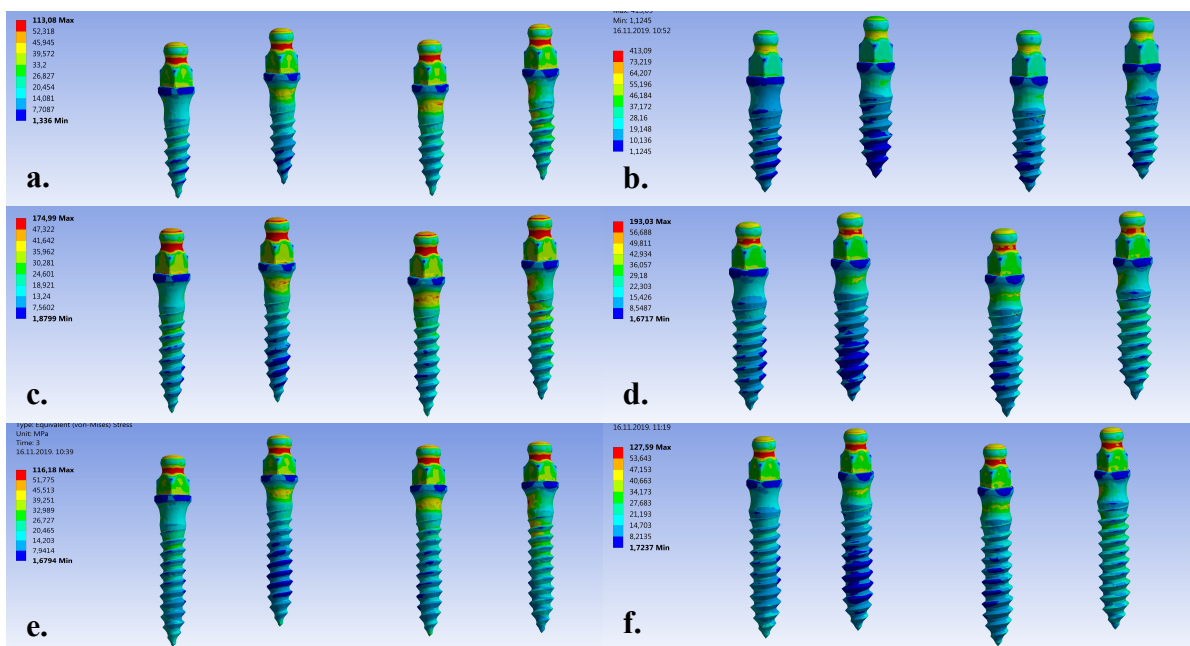 113,08 Max
52,318
45,945
39,572
33,2
26,827
20,454
14,081
7,7087
1,336 Min
a.
Min: 1,1245
16.11.2019. 10:52
413,09
73,219
64,207
55,196
46,184
37,172
28,16
19,148
10,136
1,1245
b.
174,99 Max
47,322
41,642
35,962
30,281
24,601
18,921
13,24
7,5602
1,8799 Min
c.
193,03 Max
56,688
49,811
42,934
36,057
29,18
22,303
15,426
8,5487
1,6717 Min
d.
Type: Equivalent (von-Mises) Stress
Unit: MPa
Time: 3
16.11.2019. 10:39
116,18 Max
51,775
45,513
39,251
32,989
26,727
20,465
14,203
7,9414
1,6794 Min
e.
16.11.2019. 11:19
127,59 Max
53,643
47,153
40,663
34,173
27,683
21,193
14,703
8,2135
1,7237 Min
f.